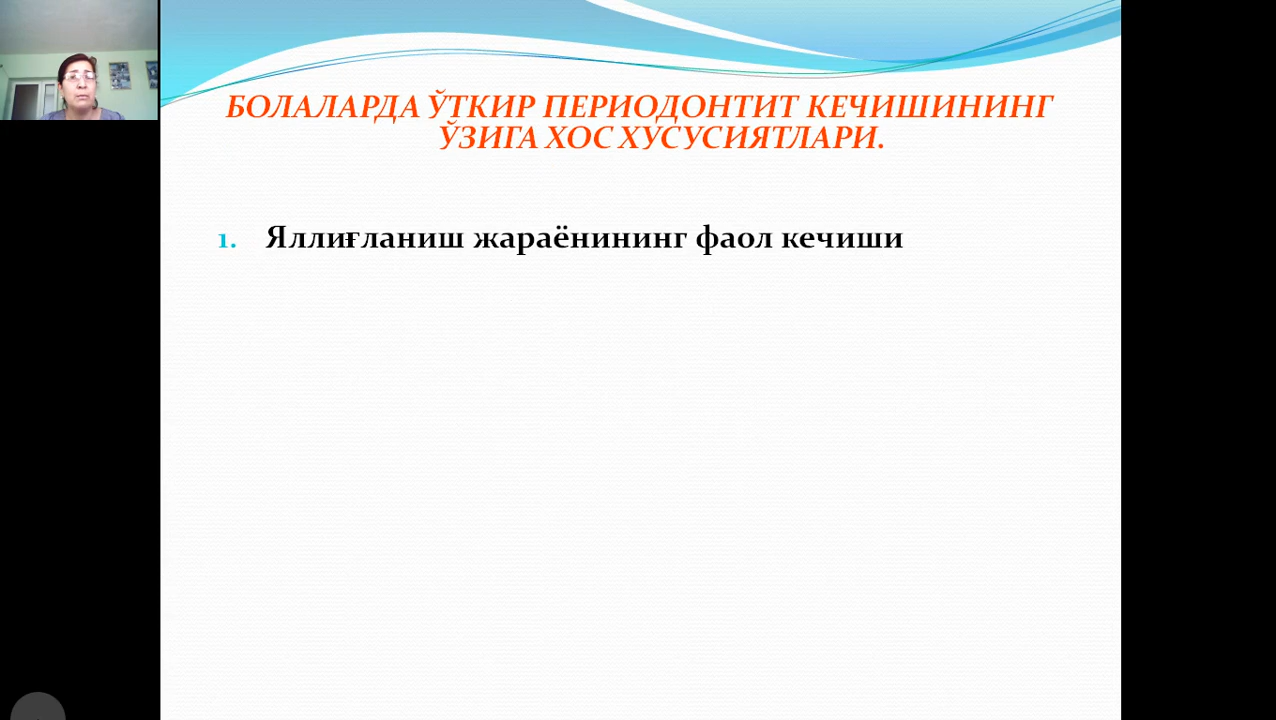 БОЛАЛАРДА ЎТКИР ПЕРИОДОНТИТ КЕЧИШИНИНГ
ЎЗИГА ХОС ХУСУСИЯТЛАРИ.
1. Яллиғланиш жараёнининг фаол кечиши